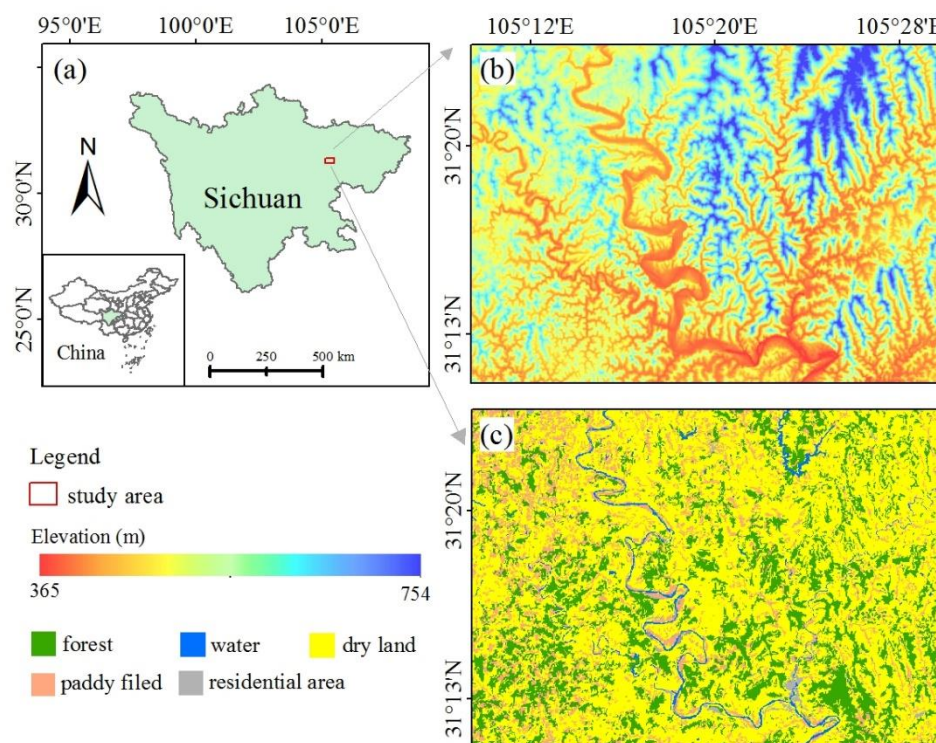 95°0'E 100°0'E 105°0'E
105°12'E 105°20'E 105°28'E
(a)
N
Sichuan
30°0'N
25°0'N
China
0 250 500 km
(b)
31°20'N
31°13'N
(c)
31°20'N
31°13'N
Legend
study area
Elevation (m)
365 754
forest water dry land
paddy filed residential area